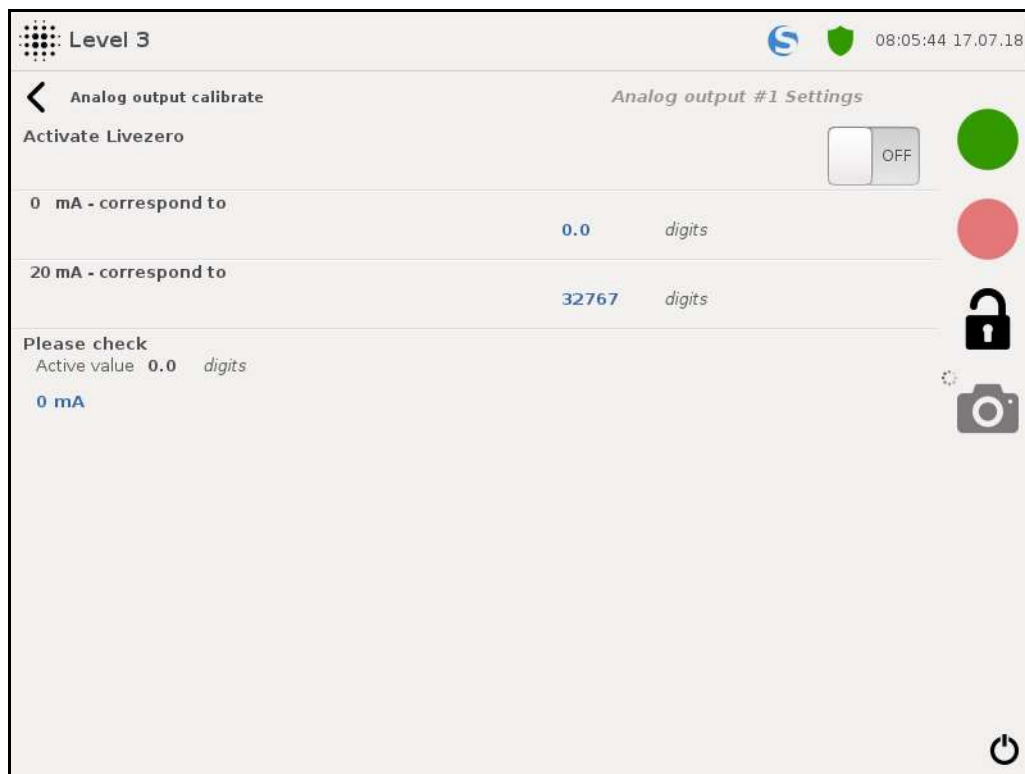 Level 3
08:05:44 17.07.18
Analog output calibrate
Analog output #1 Settings
Activate Livezero
OFF
0 mA - correspond to
0.0 digits
20 mA - correspond to
32767 digits
Please check
Active value 0.0 digits
0 mA